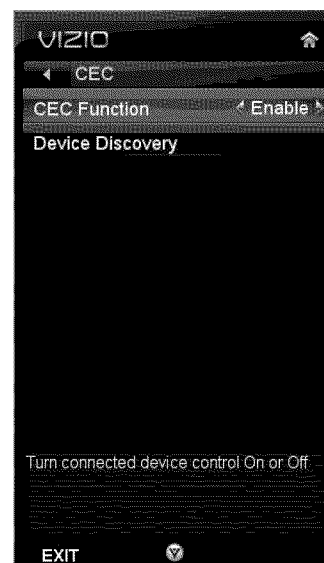 VIZIO
CEC
CEC Function Enable
Device Discovery
Turn connected device control On or Off
EXIT